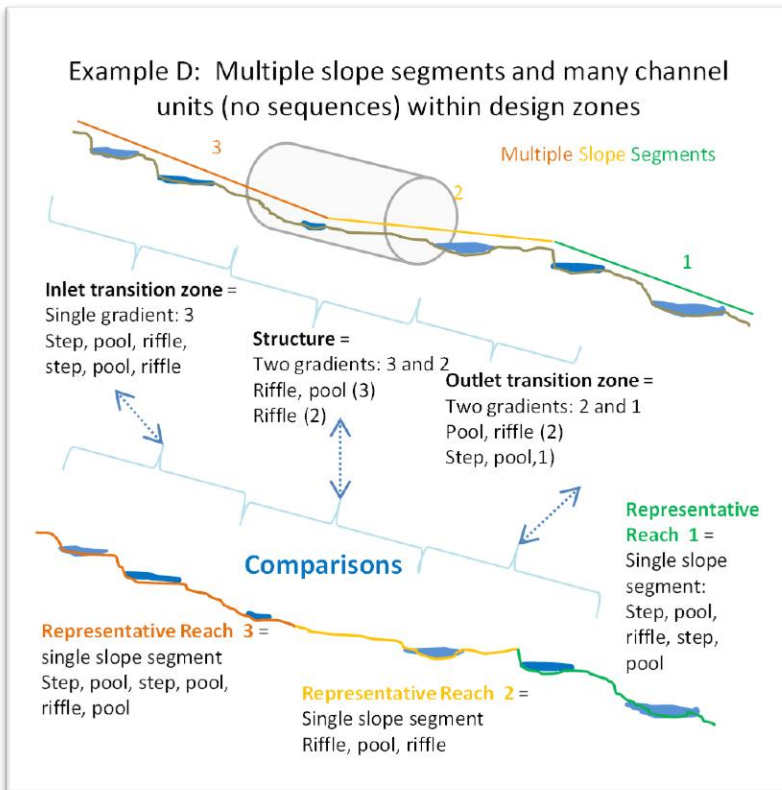 Example D: Multiple slope segments and many channel
units (no sequences) within design zones
3
Multiple Slope Segments
2
1
Inlet transition zone =
Single gradient: 3
Step, pool, riffle,
step, pool, riffle
Structure =
Two gradients: 3 and 2
Riffle, pool (3)
Riffle (2)
Outlet transition zone =
Two gradients: 2 and 1
Pool, riffle (2)
Step, pool,1)
Comparisons
Representative
Reach 1 =
Single slope
segment:
Step, pool,
riffle, step,
pool
Representative Reach 3 =
single slope segment
Step, pool, step, pool,
riffle, pool
Representative Reach 2 =
Single slope segment
Riffle, pool, riffle